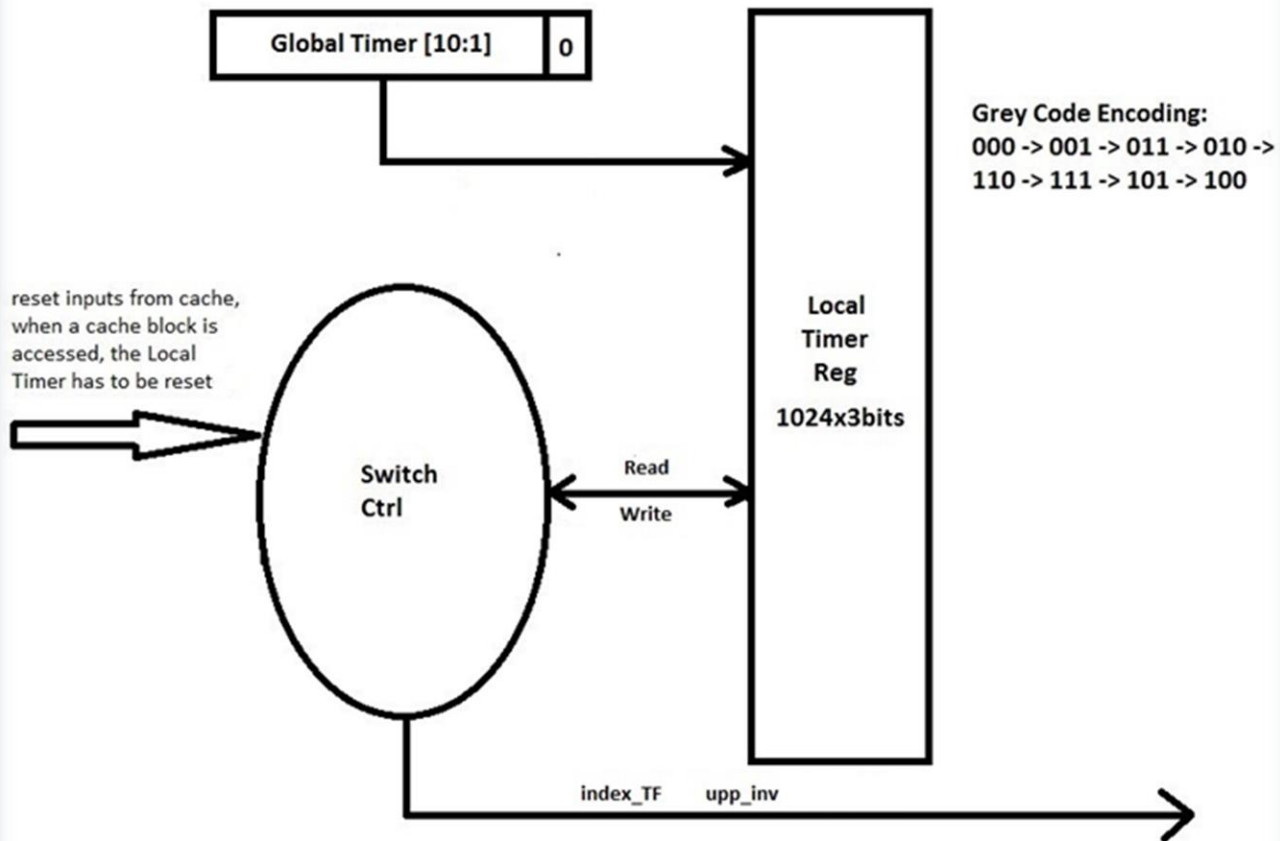 Global Timer [10:1]
0
Grey Code Encoding:
000 -> 001 -> 011 -> 010 ->
110 -> 111 -> 101 -> 100
reset inputs from cache,
when a cache block is
accessed, the Local
Timer has to be reset
Local
Timer
Reg
1024x3bits
Switch
Ctrl
Read
Write
index_TF upp_inv